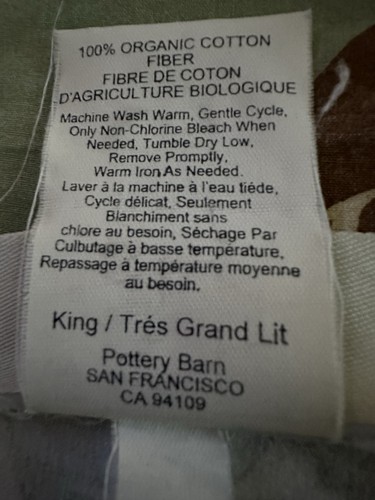 100% ORGANIC COTTON
FIBER
FIBRE DE COTON
D'AGRICULTURE BIOLOGIQUE
Machine Wash Warm, Gentle Cycle,
Only Non-Chlorine Bleach When
Needed, Tumble Dry Low,
Remove Promptly,
Warm Iron As Needed.
Laver à la machine à l'eau tiéde,
Cycle délicat, Seulement
Blanchiment sans
chlore au besoin, Séchage Par
Culbutage à basse température,
Repassage à température moyenne
au besoin.
King / Trés Grand Lit
Pottery Barn
SAN FRANCISCO
CA 94109